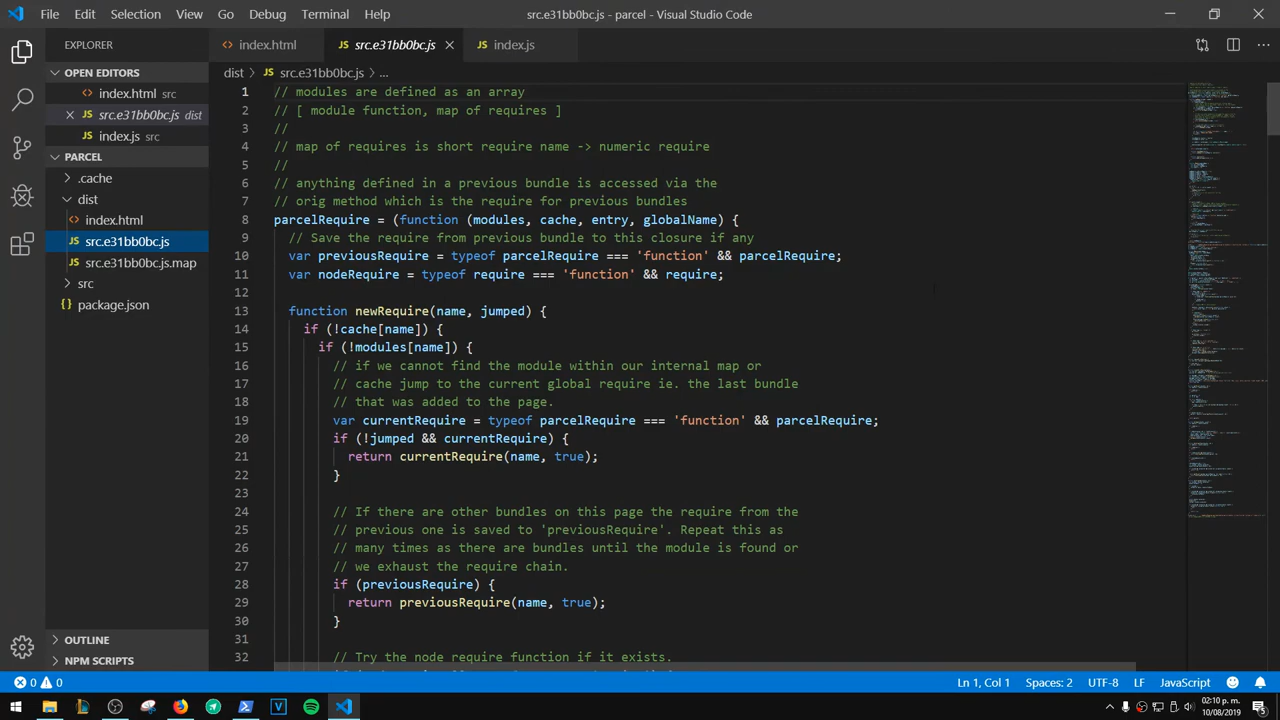 File Edit Selection View Go Debug Terminal Help
src.e31bb0bc.js - parcel - Visual Studio Code
EXPLORER
OPEN EDITORS
index.html src
src.e31bb0bc.js dist
index.js src
PARCEL
.cache
dist
index.html
src.e31bb0bc.js
src.e31bb0bc.js.map
src
package.json
OUTLINE
NPM SCRIPTS
index.html
JS src.e31bb0bc.js
JS index.js
dist > JS src.e31bb0bc.js > ...
1 // modules are defined as an array
2 // [ module function, map of requires ]
3 //
4 // map of requires is short require name -> numeric require
5 //
6 // anything defined in a previous bundle is accessed via the
7 // orig method which is the require for previous bundles
8 parcelRequire = (function (modules, cache, entry, globalName) {
9 // Save the require from previous bundle to this closure if any
10 var previousRequire = typeof parcelRequire === 'function' && parcelRequire;
11 var nodeRequire = typeof require === 'function' && require;
12
13 function newRequire(name, jumped) {
14 if (!cache[name]) {
15 if (!modules[name]) {
16 // if we cannot find the module within our internal map or
17 // cache jump to the current global require ie. the last bundle
18 // that was added to the page.
19 var currentRequire = typeof parcelRequire === 'function' && parcelRequire;
20 if (!jumped && currentRequire) {
21 return currentRequire(name, true);
22
23
24 // If there are other bundles on this page the require from the
25 // previous one is saved to 'previousRequire'. Repeat this as
26 // many times as there are bundles until the module is found or
27 // we exhaust the require chain.
28 if (previousRequire) {
29 return previousRequire(name, true);
30 }
31
32 // Try the node require function if it exists.
0 0
Ln 1, Col 1 Spaces: 2 UTF-8 LF JavaScript
02:10 p. m.
10/08/2019